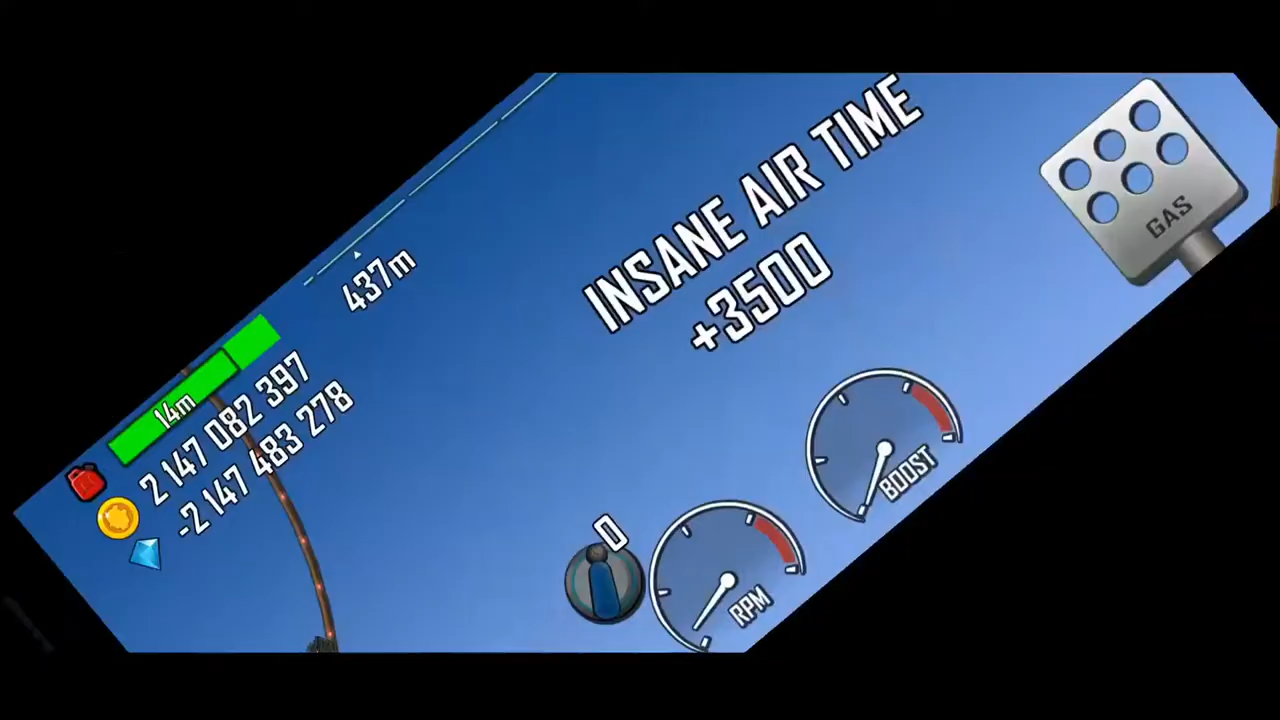 437m
14m
2 147 082 397
-2 147 483 278
INSANE AIR TIME
+3500
0
RPM
BOOST
GAS